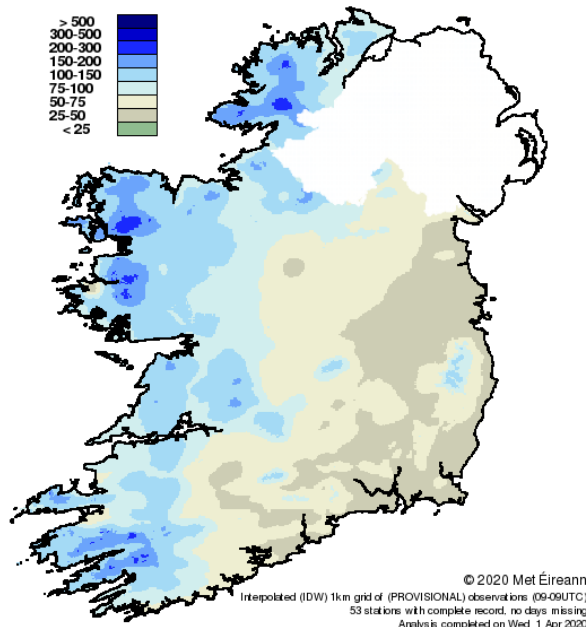 > 500
300-500
200-300
150-200
100-150
75-100
50-75
25-50
< 25
© 2020 Met Éireann
Interpolated (IDW) 1km grid of (PROVISIONAL) observations (09-09UTC)
53 stations with complete record, no days missing
Analysis completed on Wed 1 Apr 2020